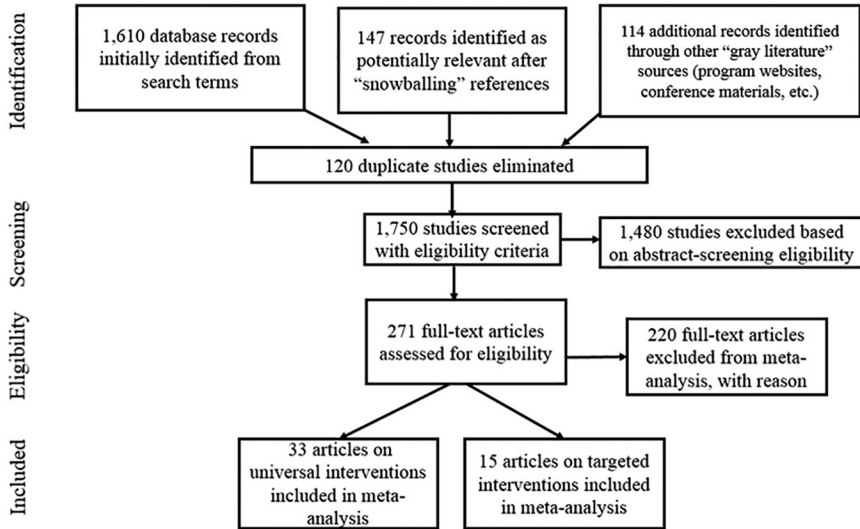 Identification
1,610 database records
initially identified from
search terms
147 records identified as
potentially relevant after
“snowballing” references
114 additional records identified
through other “gray literature”
sources (program websites,
conference materials, etc.)
120 duplicate studies eliminated
Screening
1,750 studies screened
with eligibility criteria
1,480 studies excluded based
on abstract-screening eligibility
Eligibility
271 full-text articles
assessed for eligibility
220 full-text articles
excluded from meta-
analysis, with reason
Included
33 articles on
universal interventions
included in meta-
analysis
15 articles on targeted
interventions included
in meta-analysis